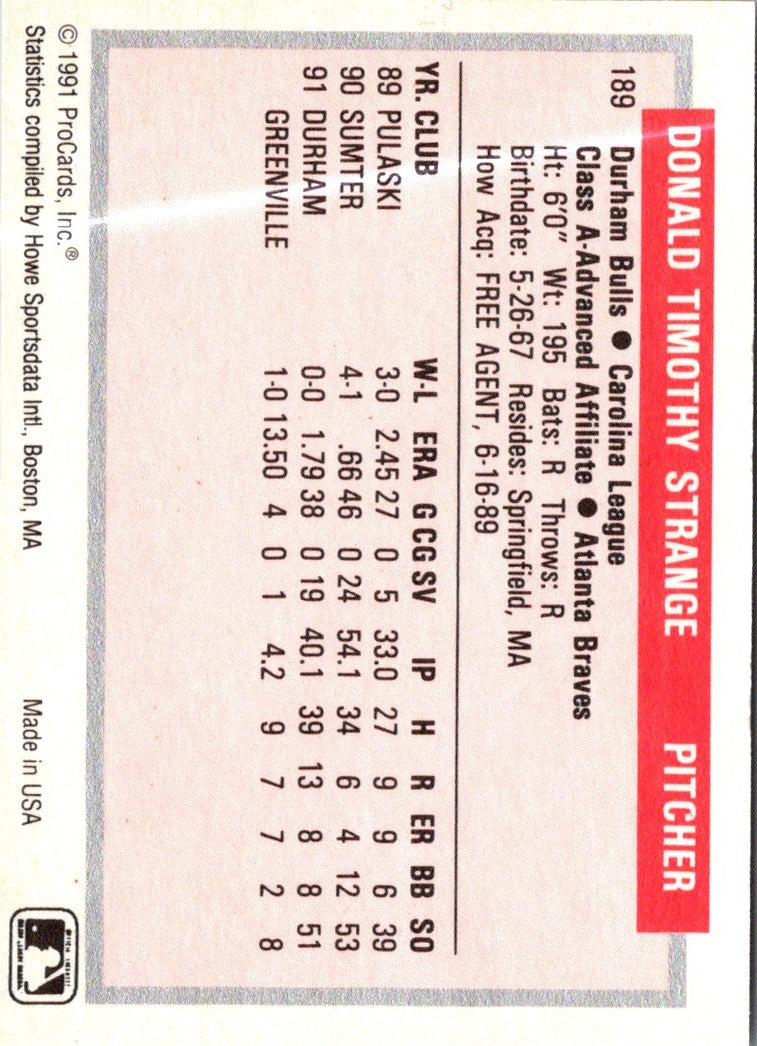 DONALD TIMOTHY STRANGE PITCHER
189 Durham Bulls ● Carolina League
Class A-Advanced Affiliate ● Atlanta Braves
Ht: 6'0" Wt: 195 Bats: R Throws: R
Birthdate: 5-26-67 Resides: Springfield, MA
How Acq: FREE AGENT, 6-16-89
YR. CLUB W-L ERA G CG SV IP H R ER BB SO
89 PULASKI 3-0 2.45 27 0 5 33.0 27 9 9 6 39
90 SUMTER 4-1 .66 46 0 24 54.1 34 6 4 12 53
91 DURHAM 0-0 1.79 38 0 19 40.1 39 13 8 8 51
GREENVILLE 1-0 13.50 4 0 1 4.2 9 7 7 2 8
© 1991 ProCards, Inc.®
Statistics compiled by Howe Sportsdata Intl., Boston, MA Made in USA